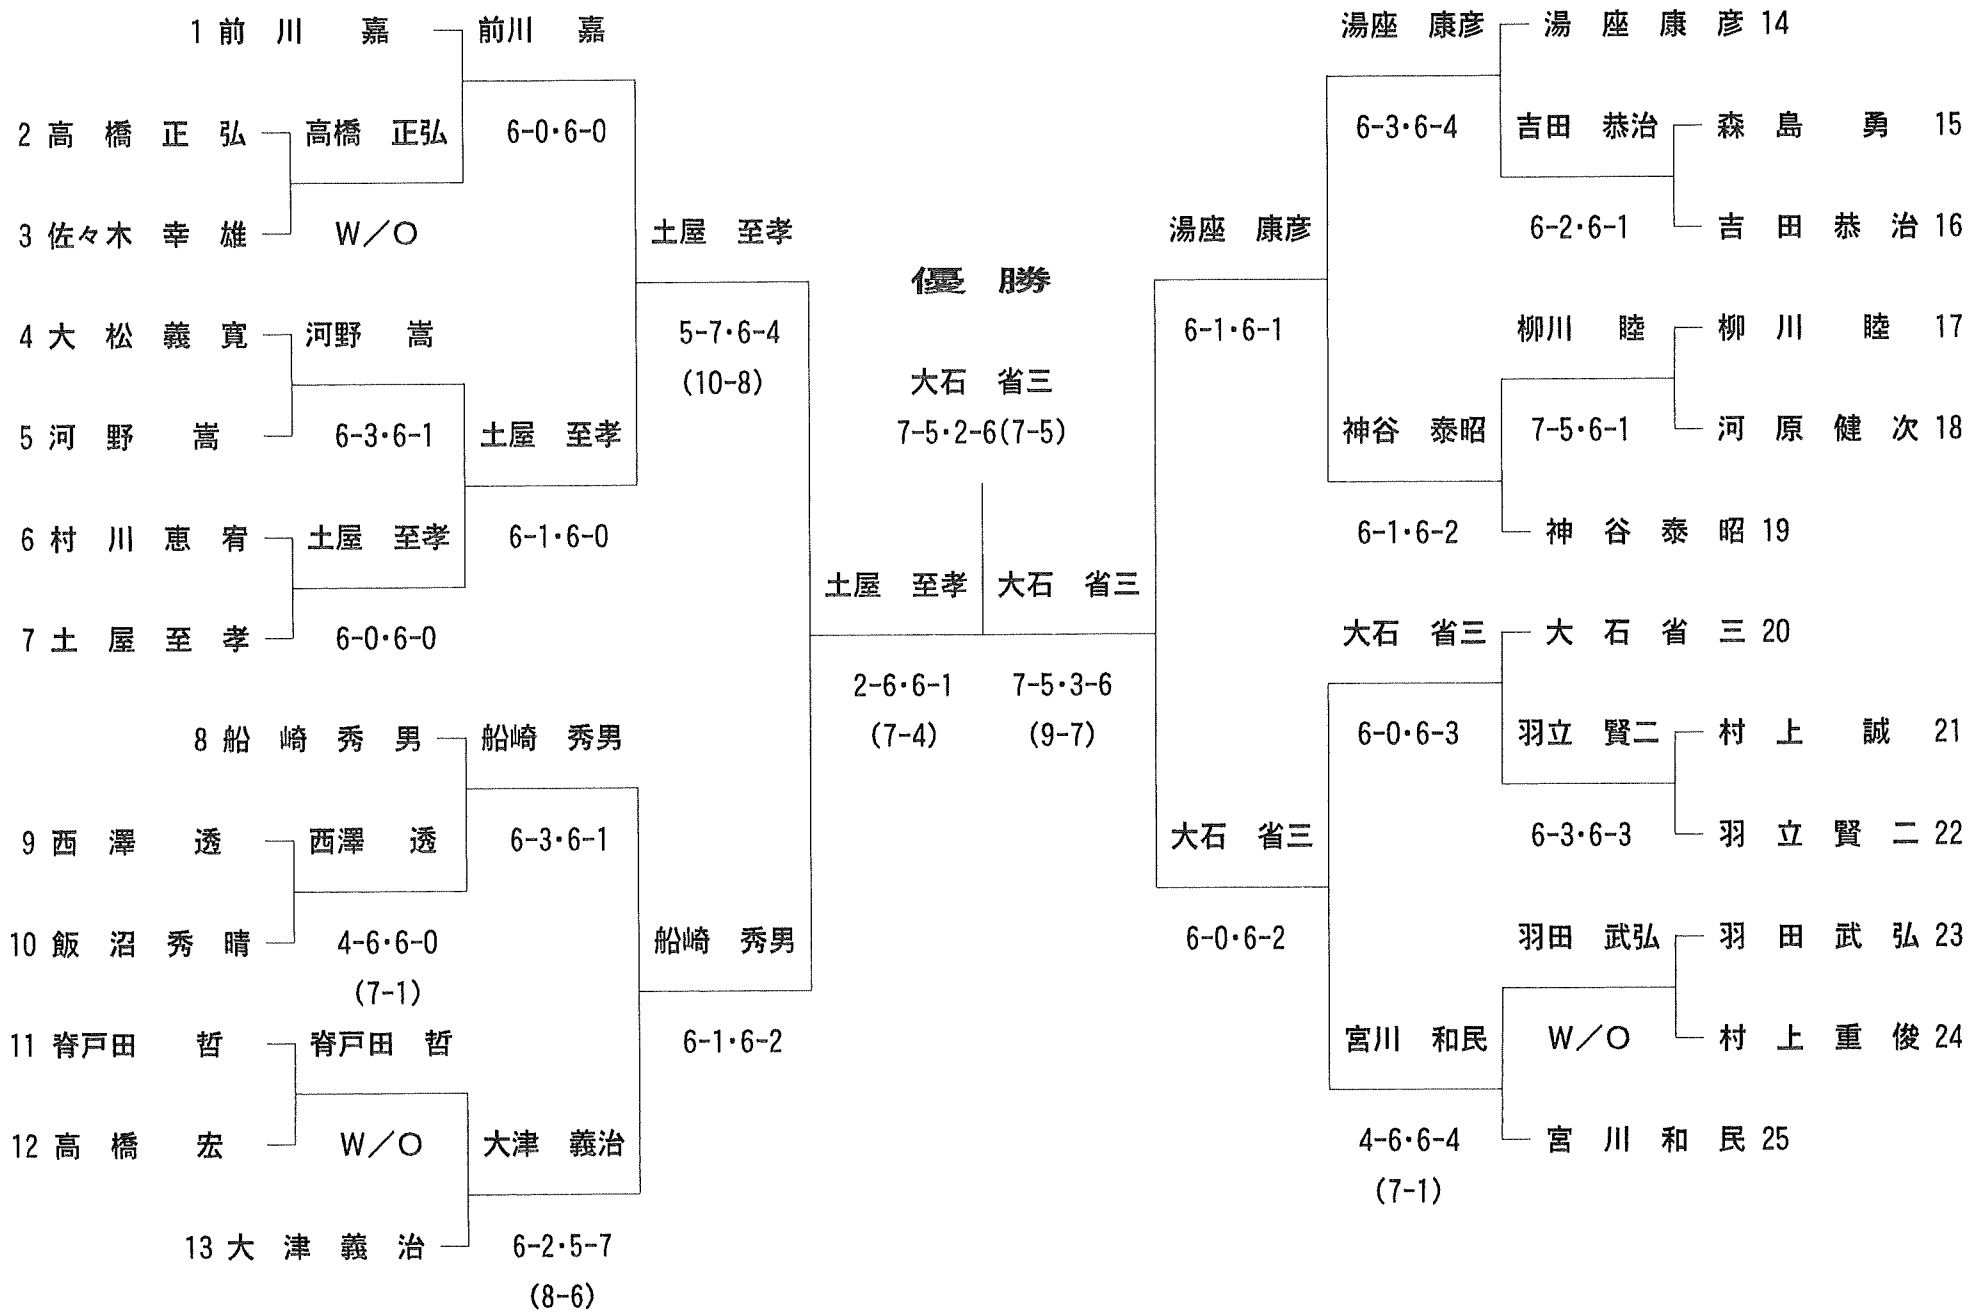 1 前川 嘉
前川 嘉
2 高橋正弘
高橋 正弘
6-0・6-0
3 佐々木幸雄
W/O
土屋 至孝
4 大松義寛
河野 嵩
5-7・6-4
(10-8)
5 河野 嵩
6-3・6-1
土屋 至孝
6 村川恵宥
土屋 至孝
6-1・6-0
7 土屋至孝
6-0・6-0
8 船崎秀男
船崎 秀男
9 西澤 透
西澤 透
6-3・6-1
10 飯沼秀晴
4-6・6-0
(7-1)
船崎 秀男
11 脊戸田 哲
脊戸田 哲
6-1・6-2
12 高橋 宏
W/O
大津 義治
13 大津義治
6-2・5-7
(8-6)
優勝
大石 省三
7-5・2-6(7-5)
土屋 至孝
大石 省三
2-6・6-1
(7-4)
7-5・3-6
(9-7)
湯座 康彦
湯座康彦 14
6-3・6-4
吉田 恭治
森島 勇 15
湯座 康彦
6-2・6-1
吉田恭治 16
6-1・6-1
柳川 睦
柳川 睦 17
神谷 泰昭
7-5・6-1
河原健次 18
6-1・6-2
神谷泰昭 19
大石 省三
大石省三 20
6-0・6-3
羽立 賢二
村上 誠 21
大石 省三
6-3・6-3
羽立賢二 22
6-0・6-2
羽田 武弘
羽田武弘 23
宮川 和民
W/O
村上重俊 24
4-6・6-4
(7-1)
宮川和民 25